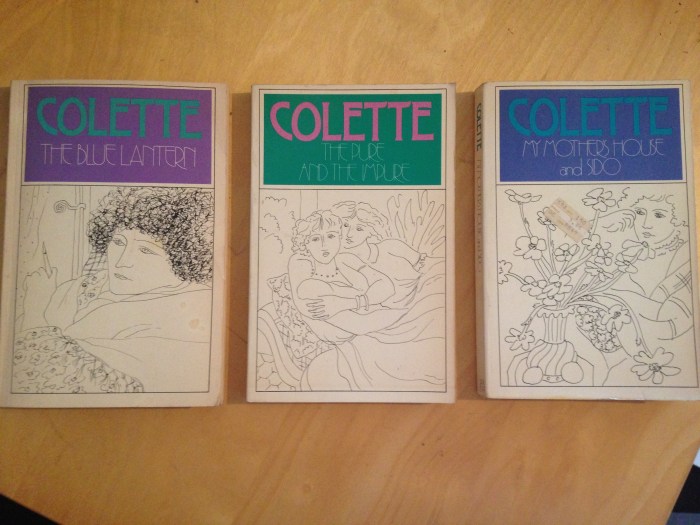 COLETTE
THE BLUE LANTERN
COLETTE
THE PURE
AND THE IMPURE
COLETTE
COLETTE
MY MOTHER'S HOUSE
and SIDO